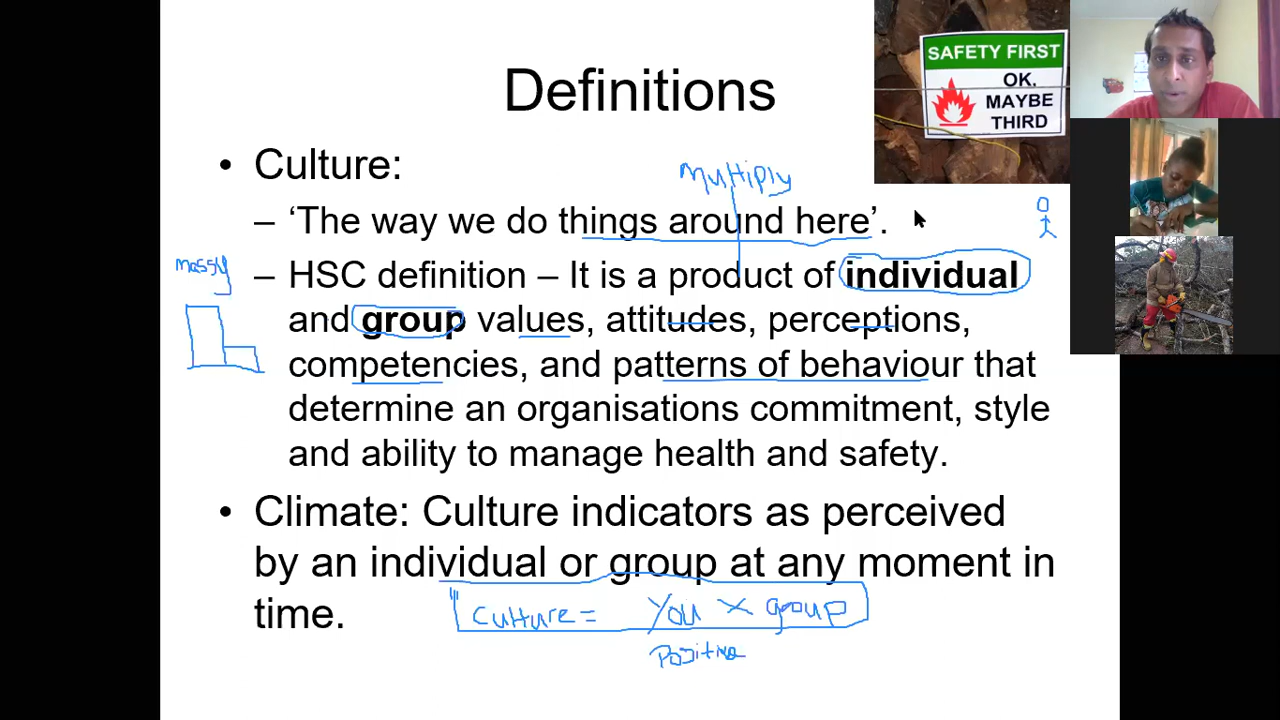 Definitions
SAFETY FIRST
OK,
MAYBE
THIRD
• Culture:
Multiply
– ‘The way we do things around here’.
massy
– HSC definition – It is a product of individual
and group values, attitudes, perceptions,
competencies, and patterns of behaviour that
determine an organisations commitment, style
and ability to manage health and safety.
• Climate: Culture indicators as perceived
by an individual or group at any moment in
time.
culture = You x group
Positive